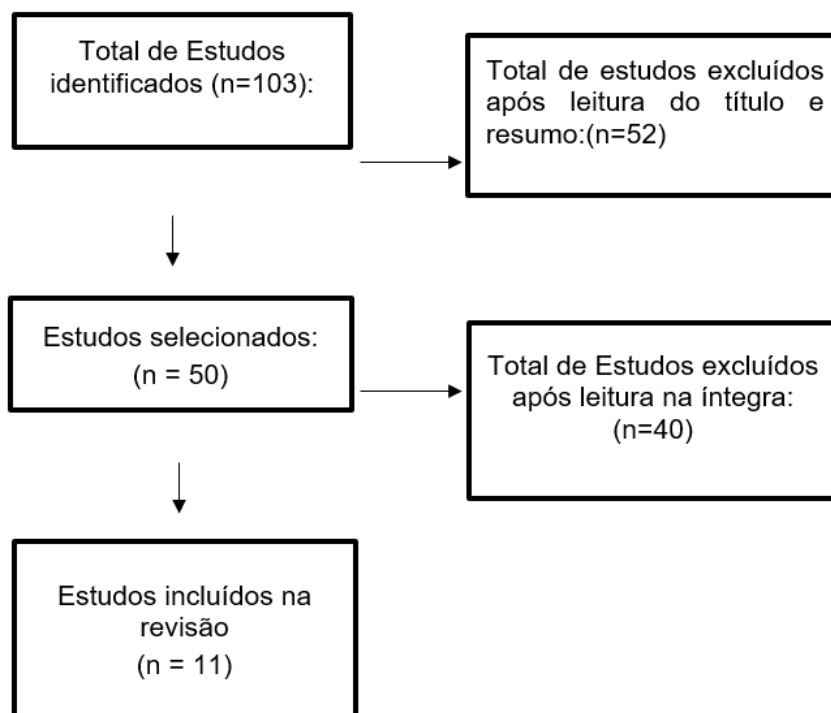 Total de Estudos
identificados (n=103):
Total de estudos excluídos
após leitura do título e
resumo:(n=52)
Estudos selecionados:
(n = 50)
Total de Estudos excluídos
após leitura na íntegra:
(n=40)
Estudos incluídos na
revisão
(n = 11)